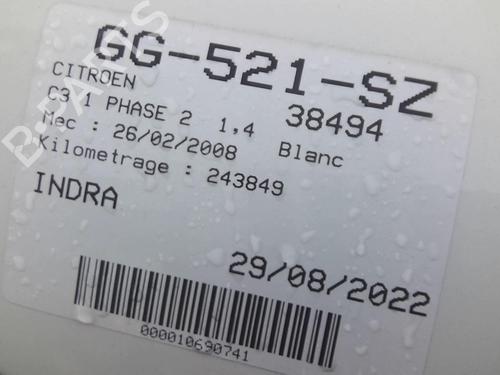 GG-521-SZ
CITROEN
38494
C3 1 PHASE 2 1,4
Mec : 26/02/2008 Blanc
Kilometrage : 243849
INDRA
29/08/2022
000010690741
B-PARTS